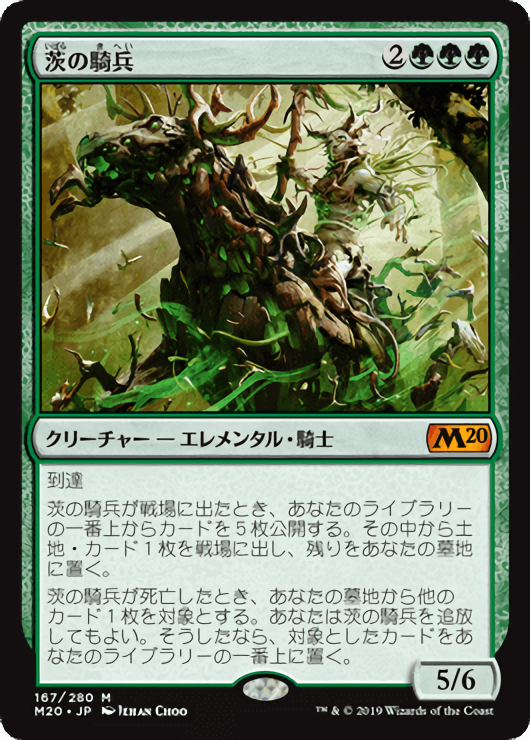 いばら きへい
茨の騎兵 2
クリーチャー — エレメンタル・騎士 M20
到達
茨の騎兵が戦場に出たとき、あなたのライブラリー
の一番上からカードを5枚公開する。その中から土
地・カード1枚を戦場に出し、残りをあなたの墓地
に置く。
茨の騎兵が死亡したとき、あなたの墓地から他の
カード1枚を対象とする。あなたは茨の騎兵を追放
してもよい。そうしたなら、対象としたカードをあ
なたのライブラリーの一番上に置く。
5/6
167/280 M
M20 • JP Jehan Choo
™ & © 2019 Wizards of the Coast